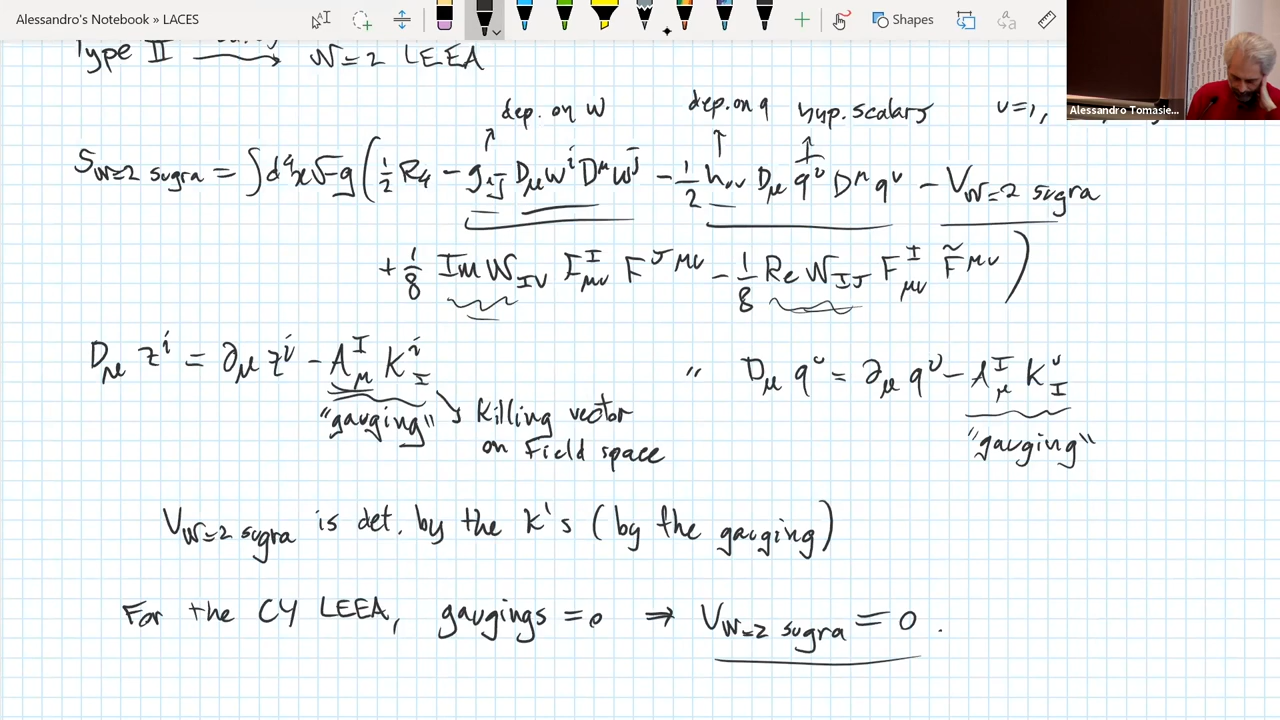 Alessandro's Notebook » LACES
Shapes
Alessandro Tomasie...
Type II ⟶ N=2 LEEA
dep. on w dep. on q hyp. scalars u=1,
S_{N=2 sugra} = ∫d⁴x√-g (½ R₄ - g_{iJ̄} D_μ w^i D^μ w^J̄ - ½ h_{uv} D_μ q^u D^μ q^v - V_{N=2 sugra}
+ 1/8 Im N_{IJ} F^I_{μν} F^{J μν} - 1/8 Re N_{IJ} F^I_{μν} F̃^{μν})
D_μ z^i = ∂_μ z^i - A^I_μ K^i_I " D_μ q^u = ∂_μ q^u - A^I_μ K^u_I
"gauging" Killing vector "gauging"
on field space
V_{N=2 sugra} is det. by the K's (by the gauging)
For the CY LEEA, gaugings = 0 ⇒ V_{N=2 sugra} = 0.